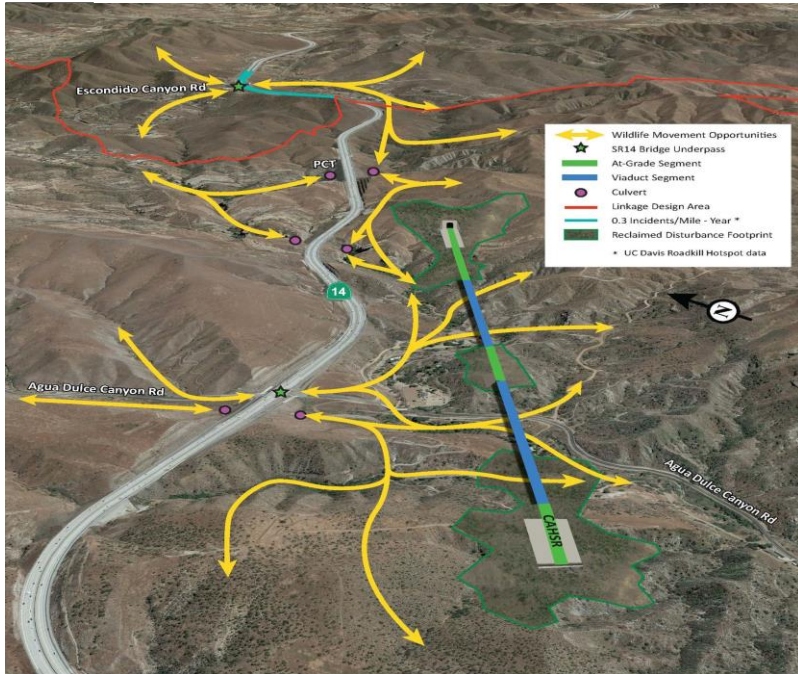 Escondido Canyon Rd
PCT
14
Agua Dulce Canyon Rd
Agua Dulce Canyon Rd
CAHSR
Wildlife Movement Opportunities
SR14 Bridge Underpass
At-Grade Segment
Viaduct Segment
Culvert
Linkage Design Area
0.3 Incidents/Mile - Year *
Reclaimed Disturbance Footprint
* UC Davis Roadkill Hotspot data
N